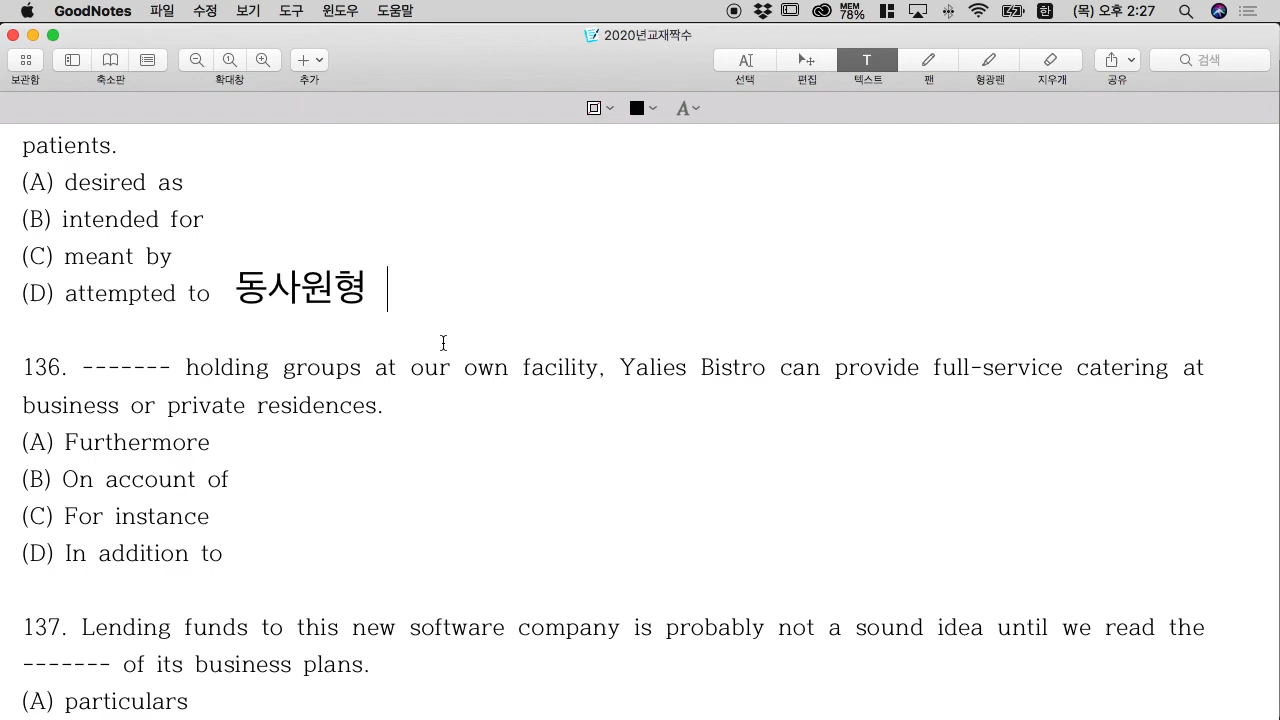 GoodNotes 파일 수정 보기 도구 윈도우 도움말 MEM 78% 한 (목) 오후 2:27
2020년교재짝수
보관함 축소판 확대창 추가 선택 편집 텍스트 펜 형광펜 지우개 공유 검색
patients.
(A) desired as
(B) intended for
(C) meant by
(D) attempted to 동사원형
136. ------- holding groups at our own facility, Yalies Bistro can provide full-service catering at
business or private residences.
(A) Furthermore
(B) On account of
(C) For instance
(D) In addition to
137. Lending funds to this new software company is probably not a sound idea until we read the
------- of its business plans.
(A) particulars